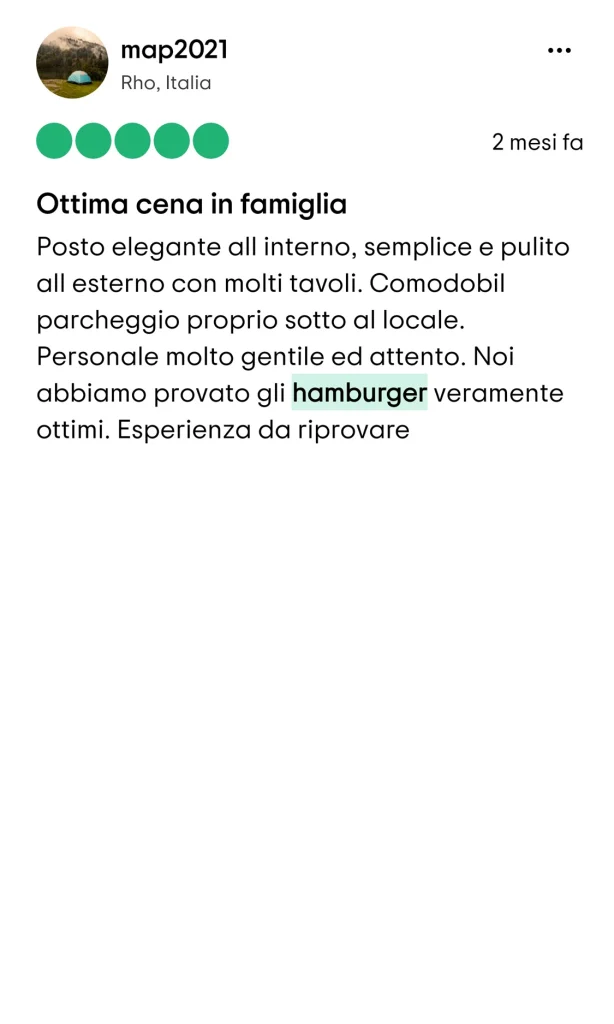 map2021
Rho, Italia
2 mesi fa
Ottima cena in famiglia
Posto elegante all interno, semplice e pulito
all esterno con molti tavoli. Comodobil
parcheggio proprio sotto al locale.
Personale molto gentile ed attento. Noi
abbiamo provato gli hamburger veramente
ottimi. Esperienza da riprovare